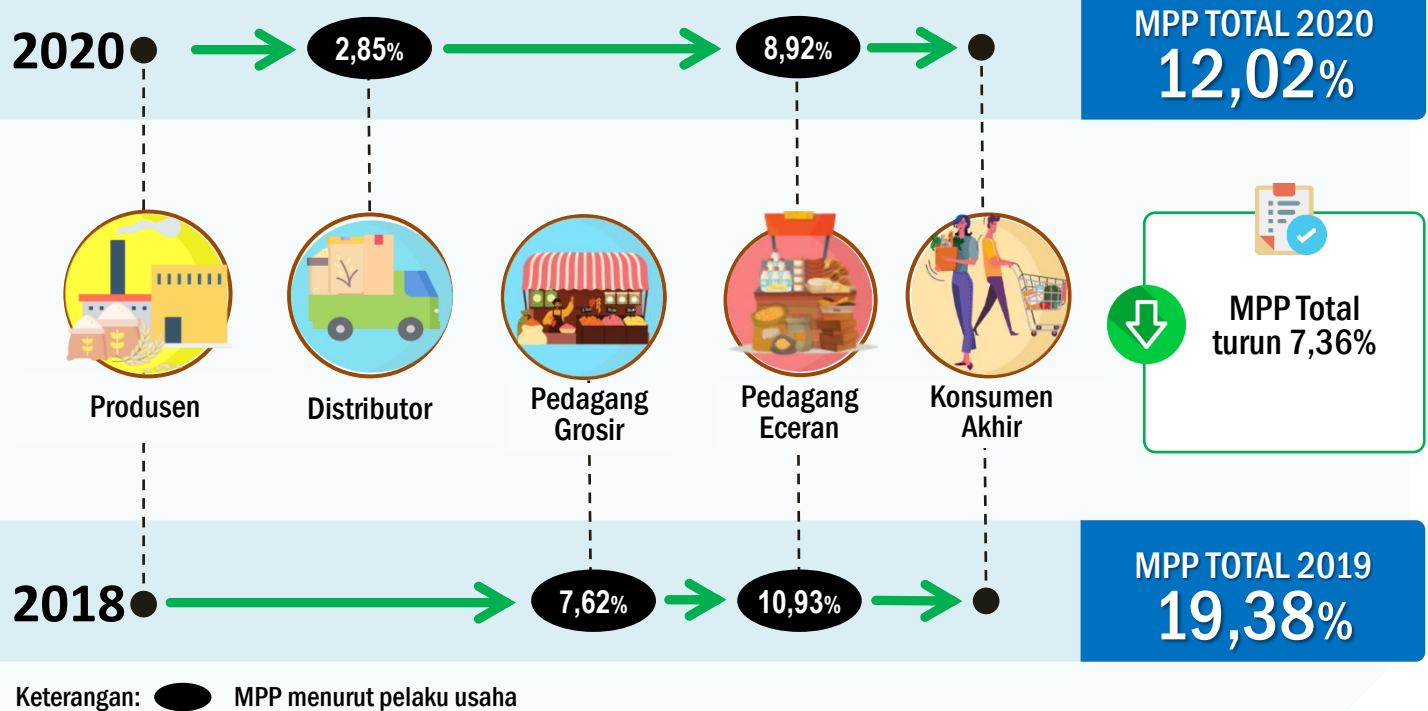 2020
2,85%
8,92%
MPP TOTAL 2020
12,02%
MPP Total
turun 7,36%
Produsen
Distributor
Pedagang
Grosir
Pedagang
Eceran
Konsumen
Akhir
2018
7,62%
10,93%
MPP TOTAL 2019
19,38%
Keterangan: MPP menurut pelaku usaha